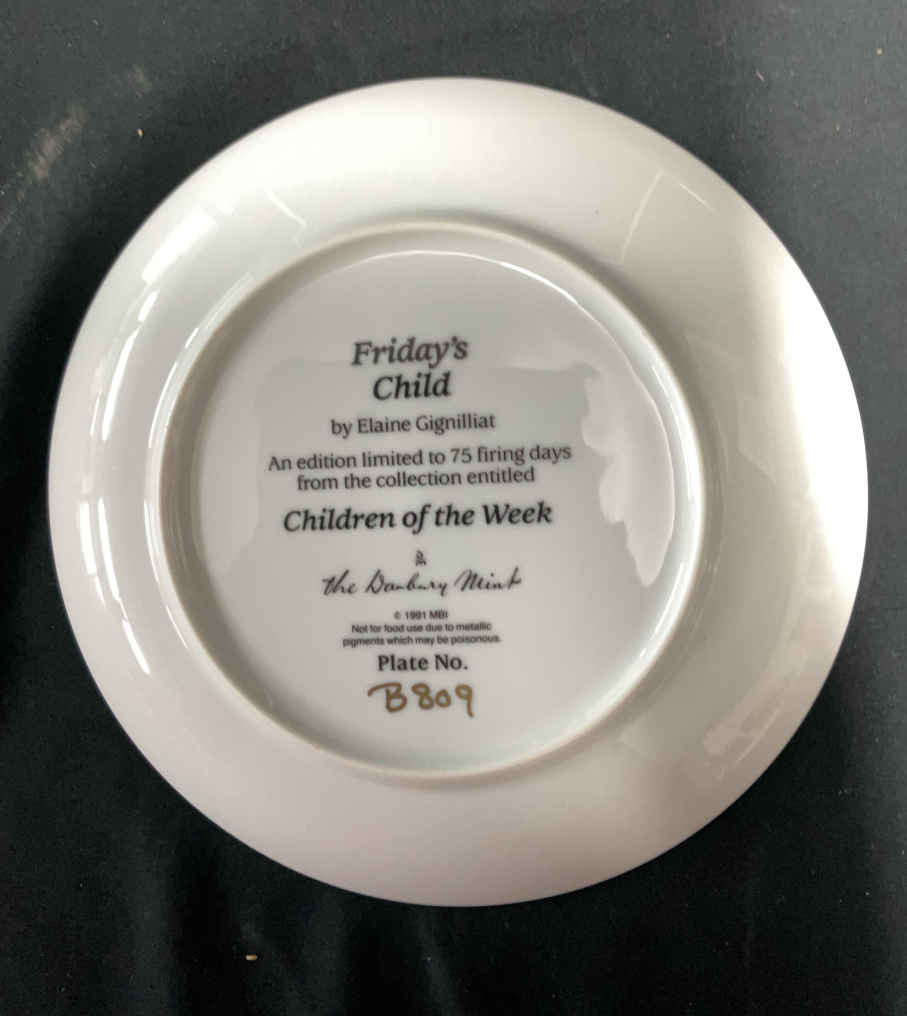 Friday's
Child
by Elaine Gignilliat
An edition limited to 75 firing days
from the collection entitled
Children of the Week
The Danbury Mint
© 1991 MBI
Not for food use due to metallic
pigments which may be poisonous.
Plate No.
B809